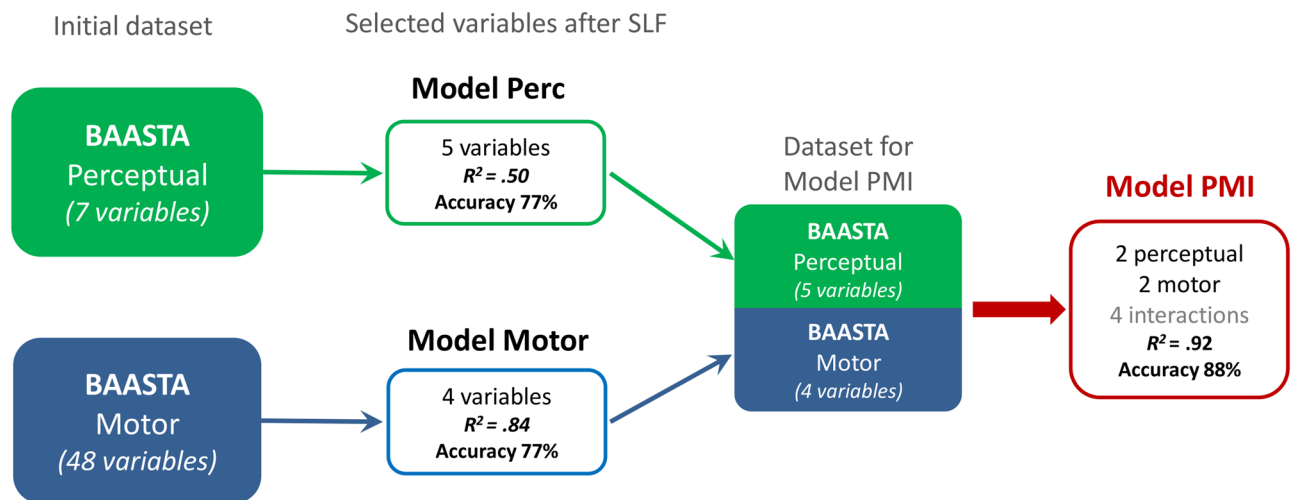 Initial dataset
Selected variables after SLF
BAASTA
Perceptual
(7 variables)
Model Perc
5 variables
R² = .50
Accuracy 77%
BAASTA
Motor
(48 variables)
Model Motor
4 variables
R² = .84
Accuracy 77%
Dataset for
Model PMI
BAASTA
Perceptual
(5 variables)
BAASTA
Motor
(4 variables)
Model PMI
2 perceptual
2 motor
4 interactions
R² = .92
Accuracy 88%